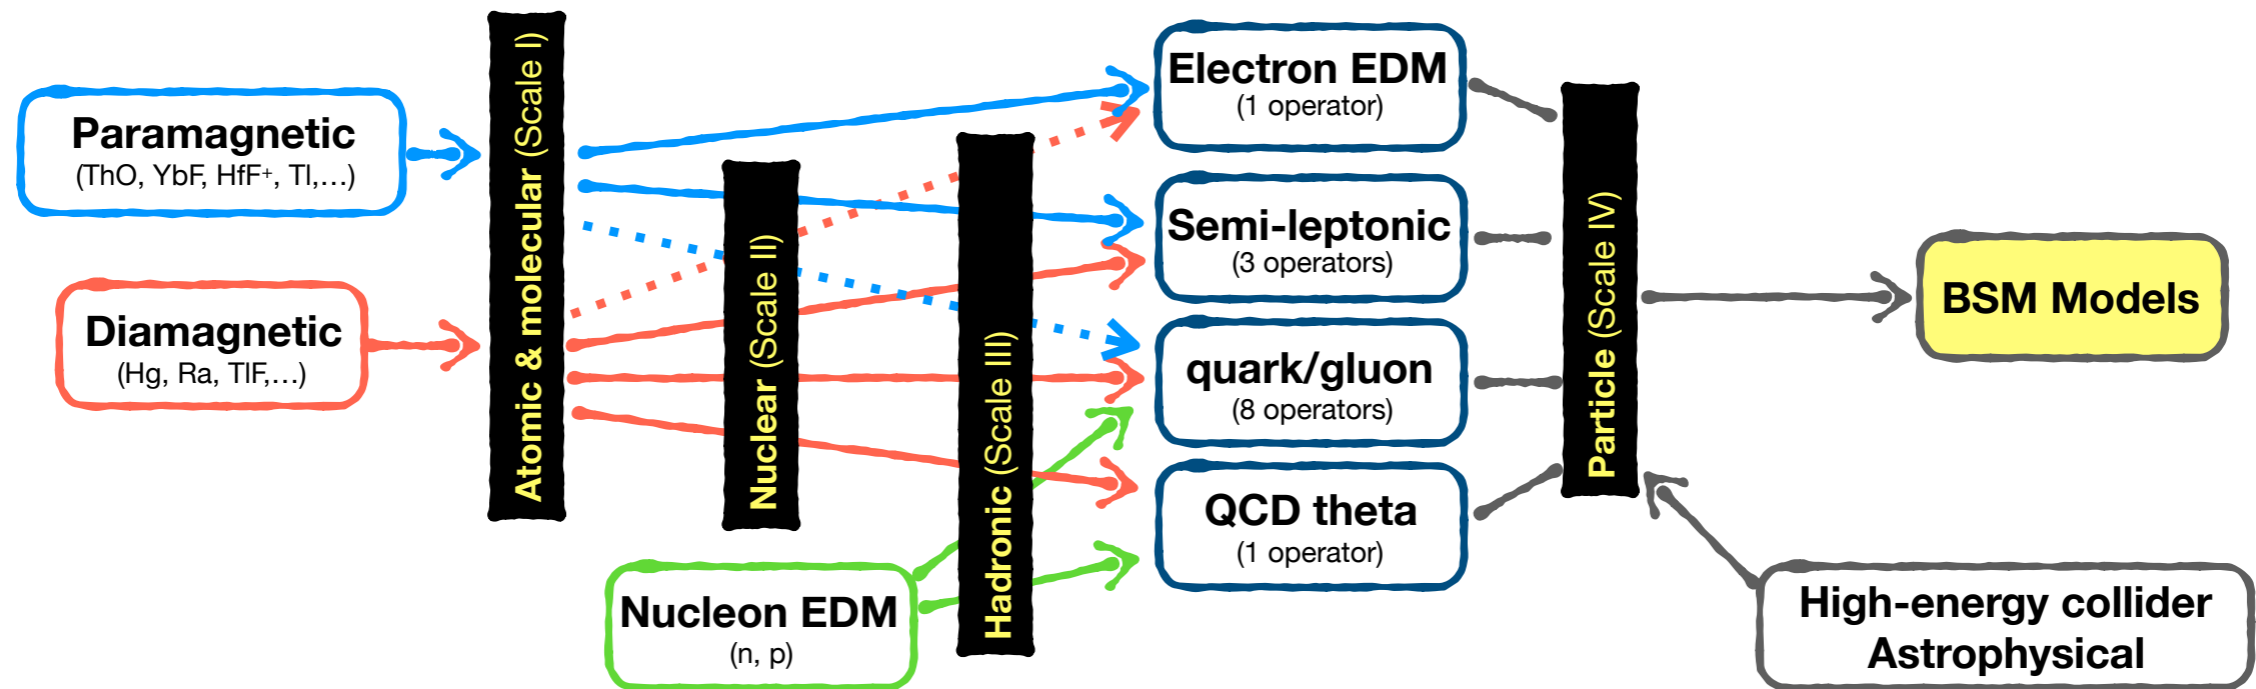 Paramagnetic
(ThO, YbF, HfF⁺, Tl,...)
Diamagnetic
(Hg, Ra, TlF,...)
Atomic & molecular (Scale I)
Nuclear (Scale II)
Nucleon EDM
(n, p)
Hadronic (Scale III)
Electron EDM
(1 operator)
Semi-leptonic
(3 operators)
quark/gluon
(8 operators)
QCD theta
(1 operator)
Particle (Scale IV)
BSM Models
High-energy collider
Astrophysical